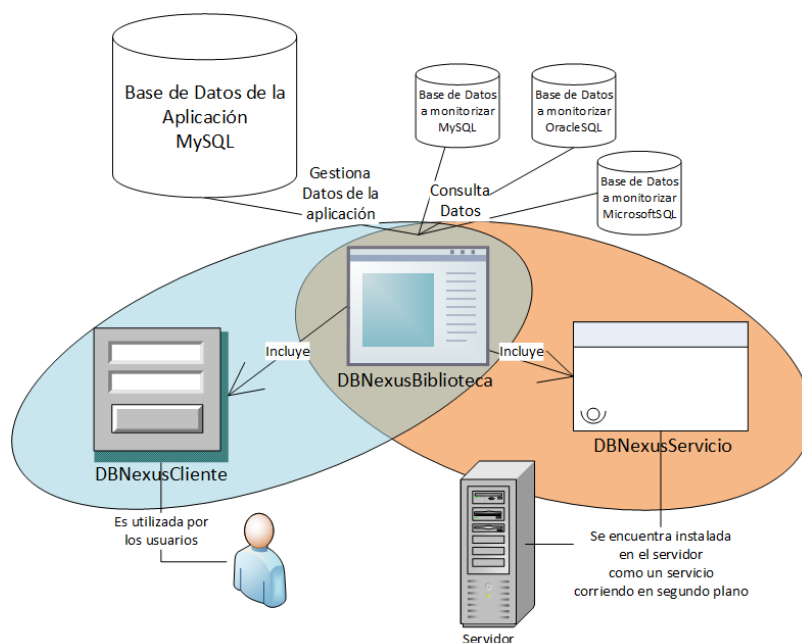 Base de Datos de la
Aplicación
MySQL
Base de Datos
a monitorizar
MySQL
Base de Datos
a monitorizar
OracleSQL
Base de Datos
a monitorizar
MicrosoftSQL
Gestiona
Datos de la
aplicación
Consulta
Datos
Incluye
Incluye
DBNexusBiblioteca
DBNexusCliente
DBNexusServicio
Es utilizada por
los usuarios
Se encuentra instalada
en el servidor
como un servicio
corriendo en segundo plano
Servidor